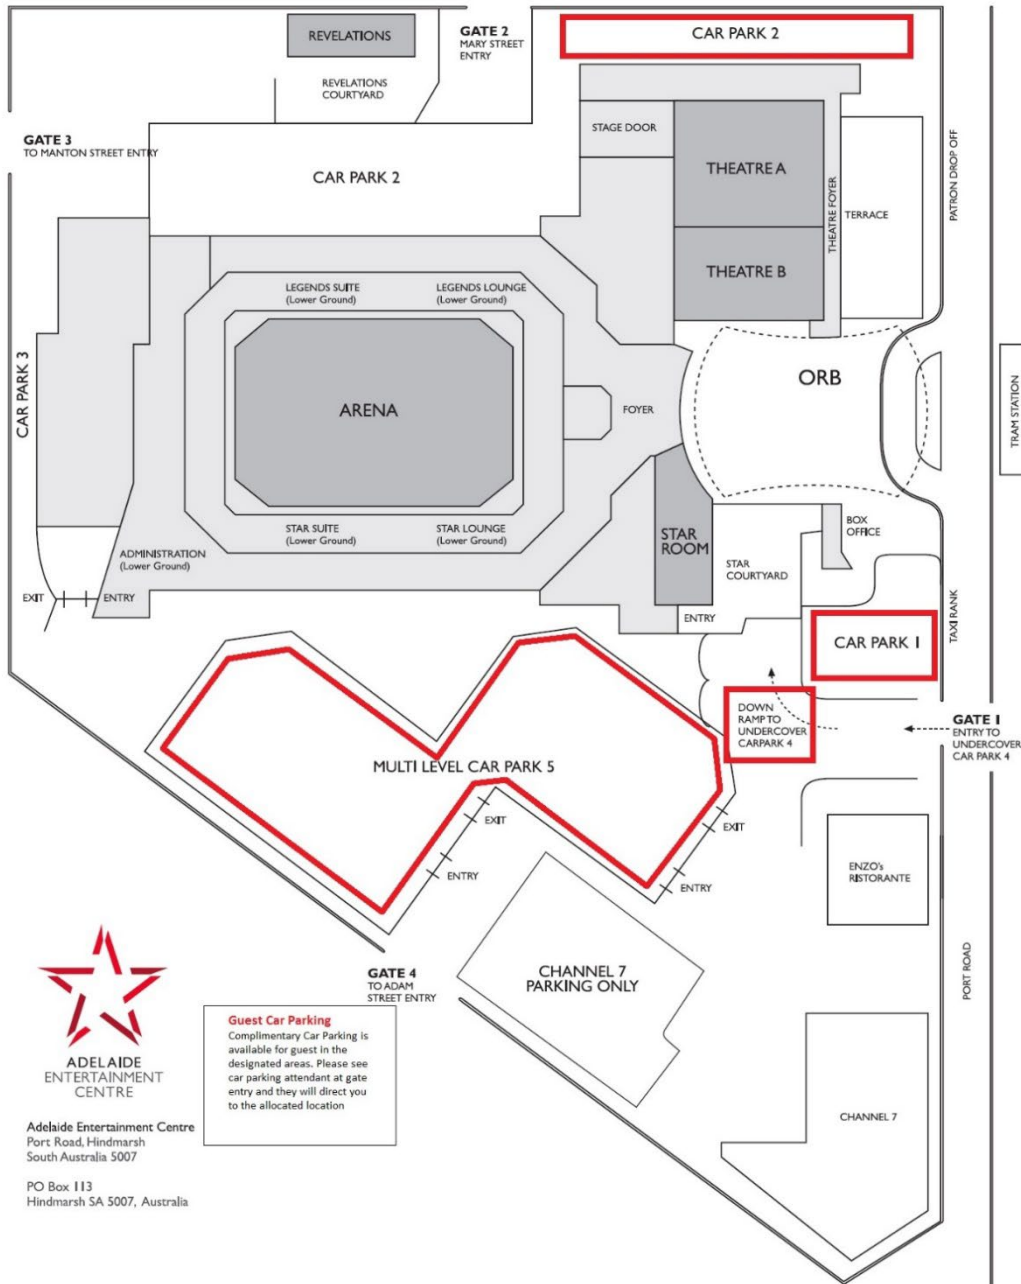 REVELATIONS
GATE 2
MARY STREET
ENTRY
CAR PARK 2
REVELATIONS
COURTYARD
STAGE DOOR
GATE 3
TO MANTON STREET ENTRY
CAR PARK 2
THEATRE A
THEATRE FOYER
TERRACE
PATRON DROP OFF
THEATRE B
LEGENDS SUITE
(Lower Ground)
LEGENDS LOUNGE
(Lower Ground)
CAR PARK 3
ARENA
FOYER
ORB
TRAM STATION
STAR SUITE
(Lower Ground)
STAR LOUNGE
(Lower Ground)
STAR
ROOM
BOX
OFFICE
ADMINISTRATION
(Lower Ground)
STAR
COURTYARD
EXIT
ENTRY
ENTRY
TAXI RANK
CAR PARK 1
DOWN
RAMP TO
UNDERCOVER
CARPARK 4
GATE 1
ENTRY TO
UNDERCOVER
CAR PARK 4
MULTI LEVEL CAR PARK 5
EXIT
EXIT
ENTRY
ENTRY
ENZO's
RISTORANTE
PORT ROAD
GATE 4
TO ADAM
STREET ENTRY
CHANNEL 7
PARKING ONLY
CHANNEL 7
ADELAIDE
ENTERTAINMENT
CENTRE
Guest Car Parking
Complimentary Car Parking is
available for guest in the
designated areas. Please see
car parking attendant at gate
entry and they will direct you
to the allocated location
Adelaide Entertainment Centre
Port Road, Hindmarsh
South Australia 5007
PO Box 113
Hindmarsh SA 5007, Australia